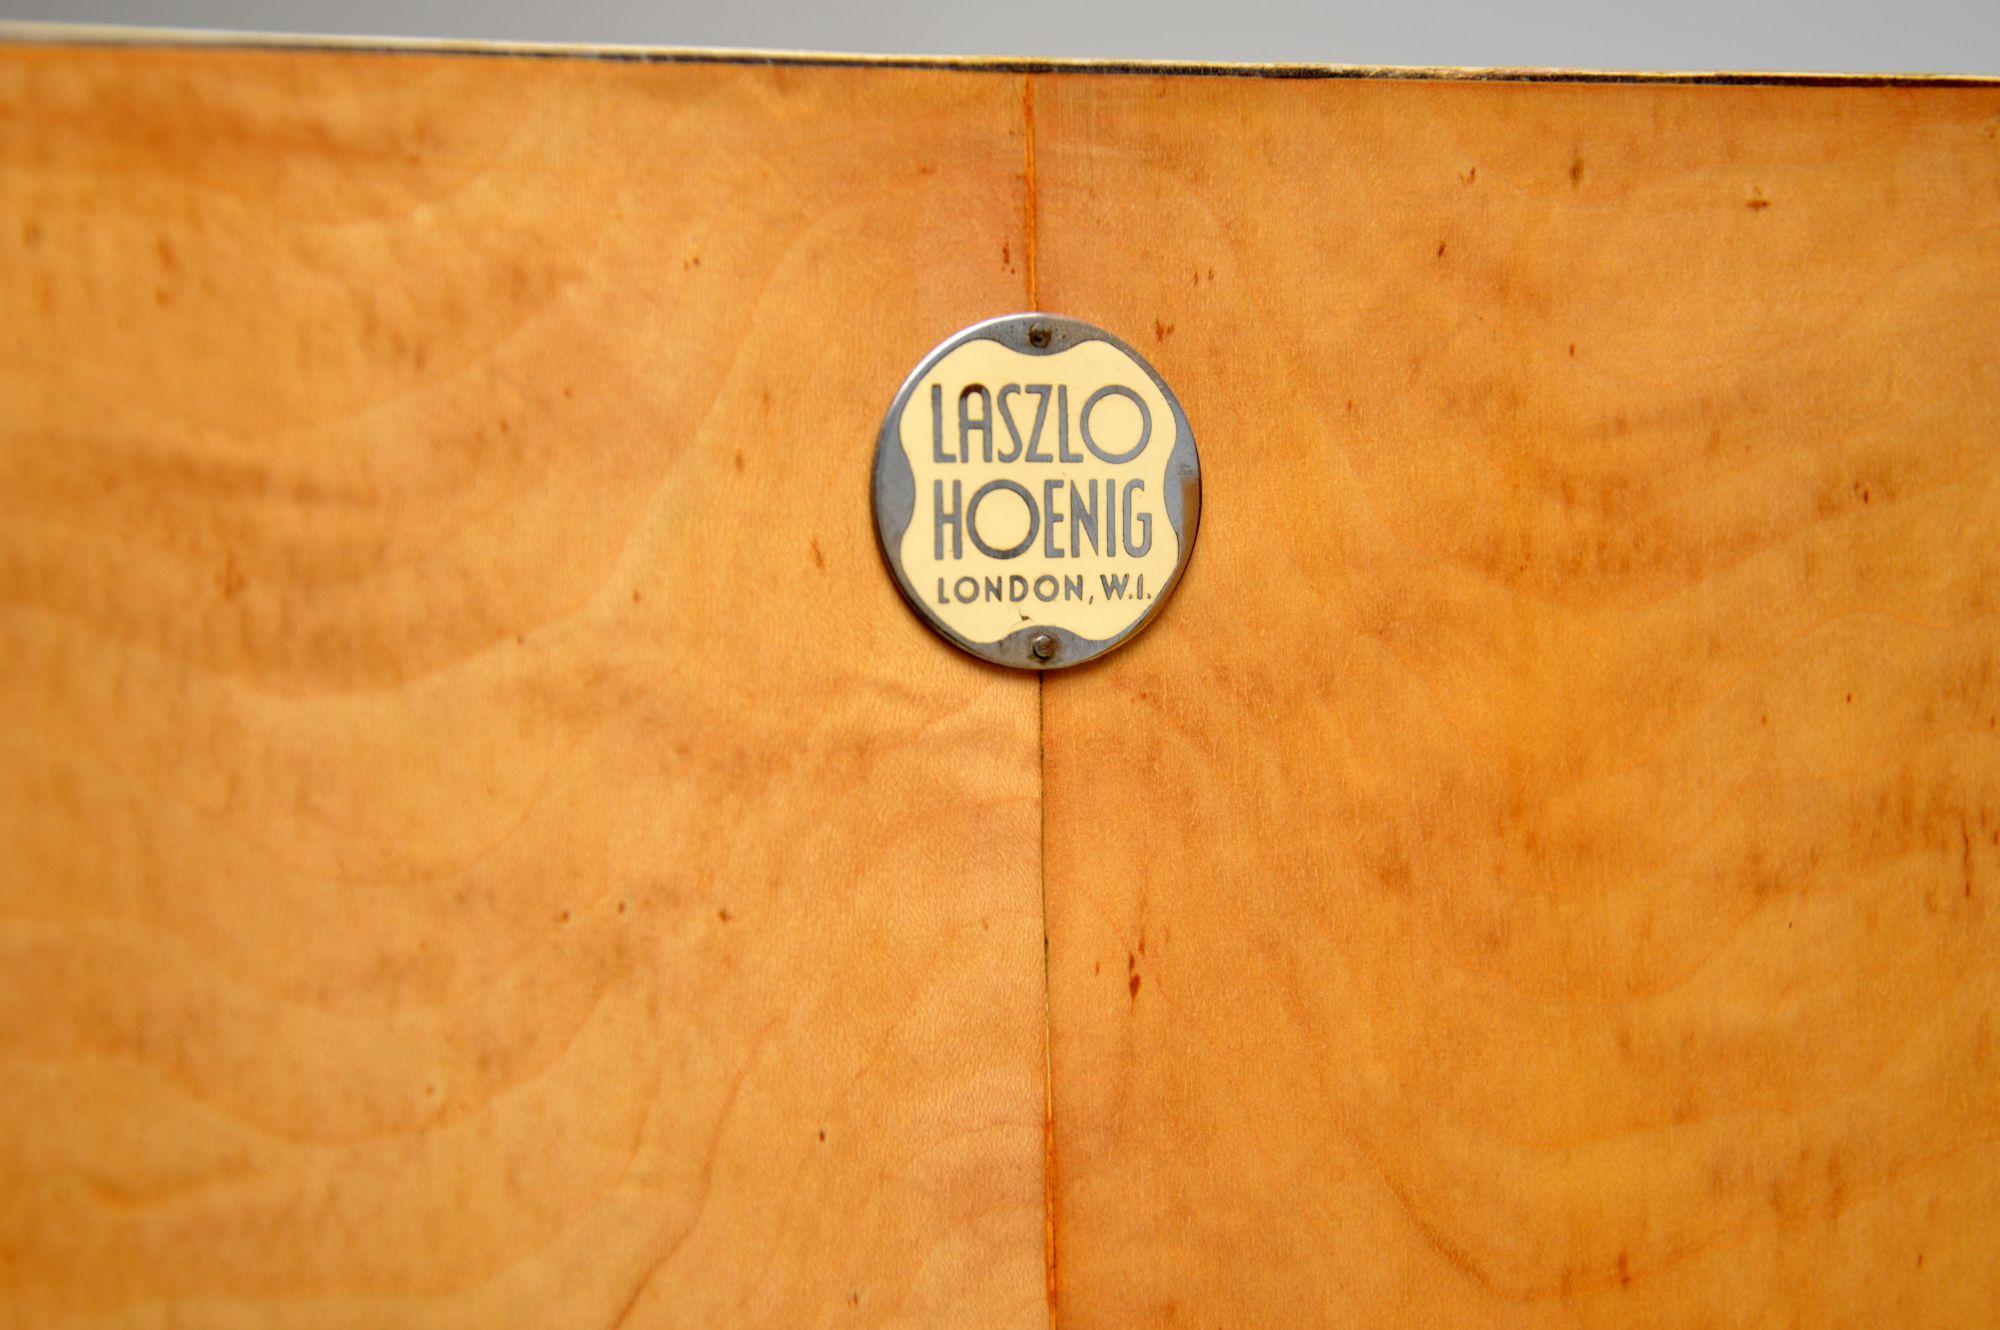 LASZLO
HOENIG
LONDON, W.1.